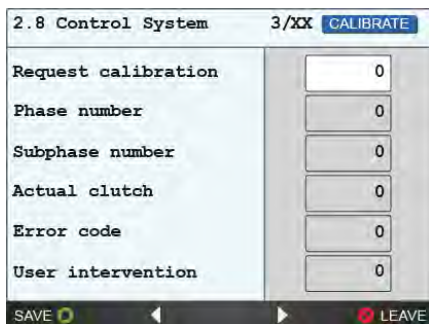 2.8 Control System 3/XX CALIBRATE
Request calibration 0
Phase number 0
Subphase number 0
Actual clutch 0
Error code 0
User intervention 0
SAVE LEAVE